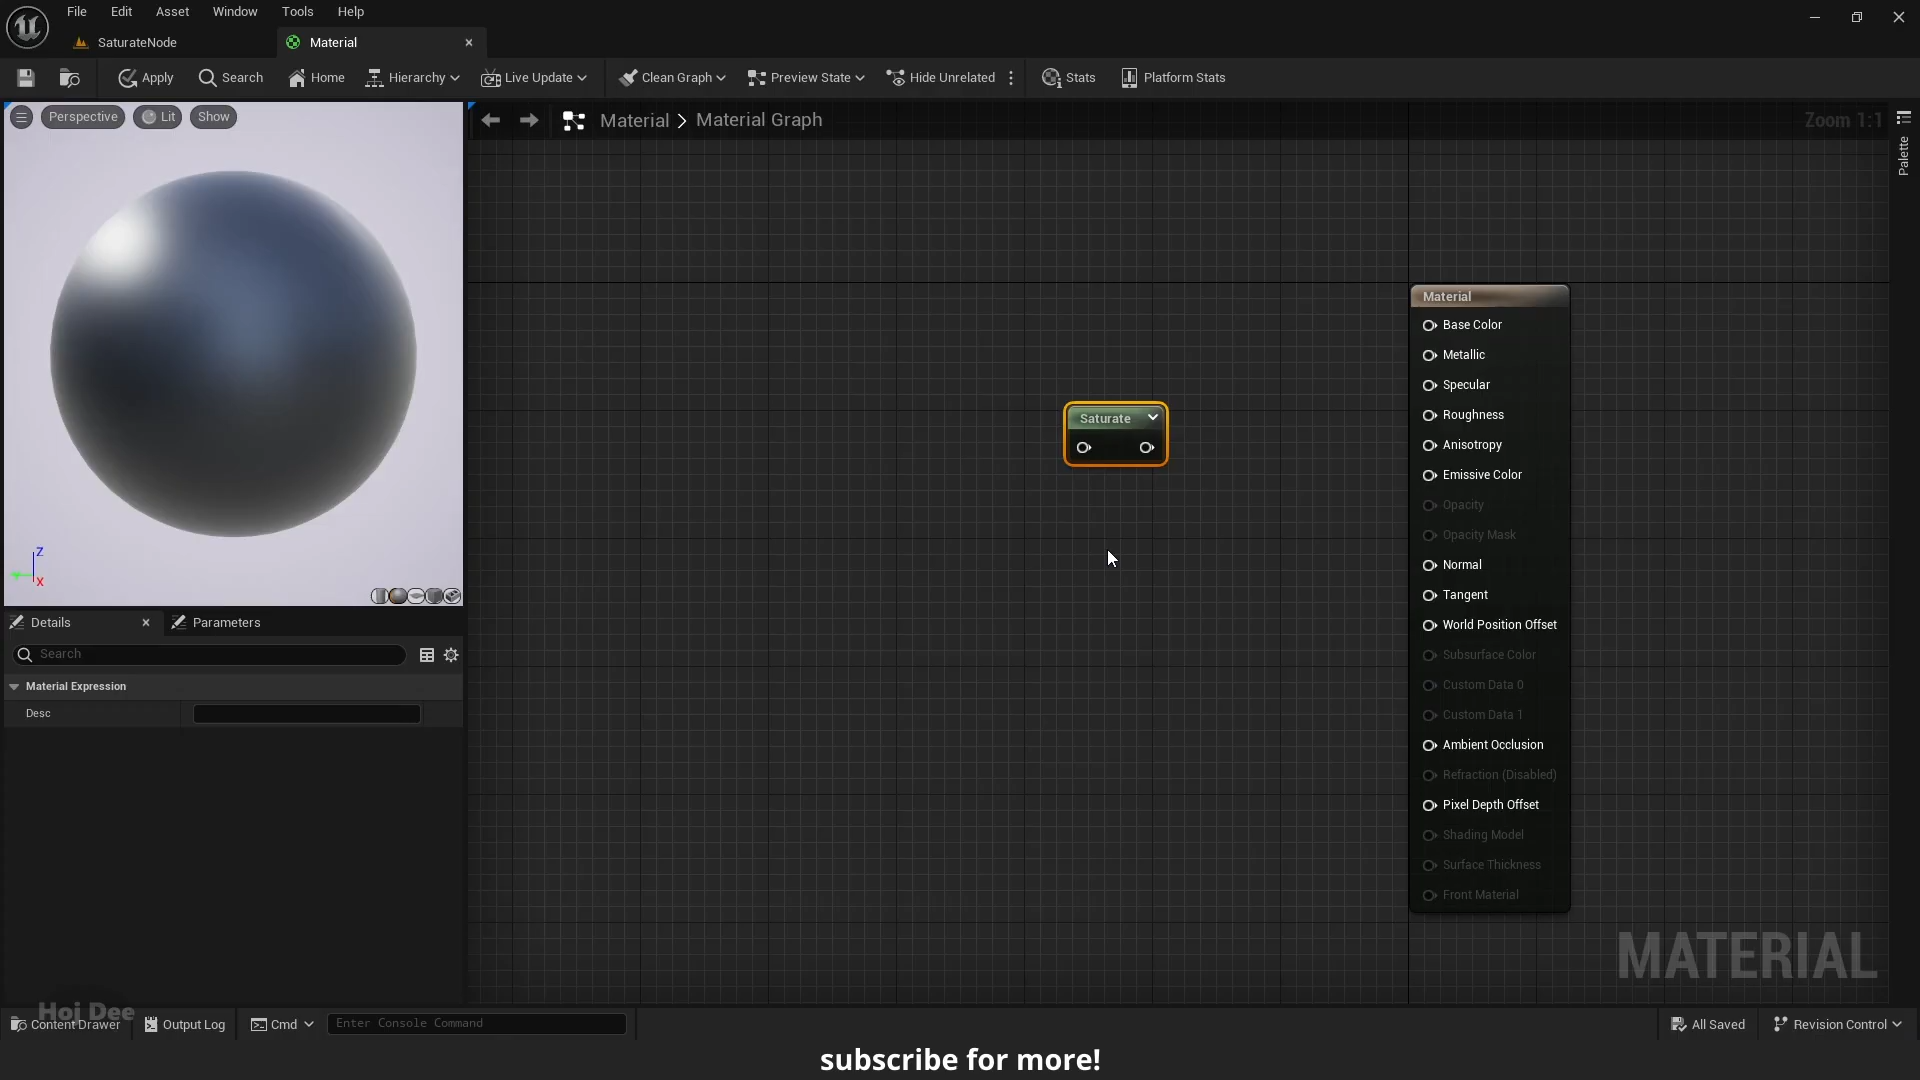 File Edit Asset Window Tools Help
SaturateNode Material
Apply Search Home Hierarchy Live Update Clean Graph Preview State Hide Unrelated Stats Platform Stats
Perspective Lit Show
Material > Material Graph
Zoom 1:1
Palette
Material
Base Color
Metallic
Specular
Roughness
Anisotropy
Emissive Color
Opacity
Opacity Mask
Normal
Tangent
World Position Offset
Subsurface Color
Custom Data 0
Custom Data 1
Ambient Occlusion
Refraction (Disabled)
Pixel Depth Offset
Shading Model
Surface Thickness
Front Material
Saturate
Z
X
Details Parameters
Search
Material Expression
Desc
MATERIAL
Hoj Dee
Content Drawer Output Log Cmd Enter Console Command All Saved Revision Control
subscribe for more!